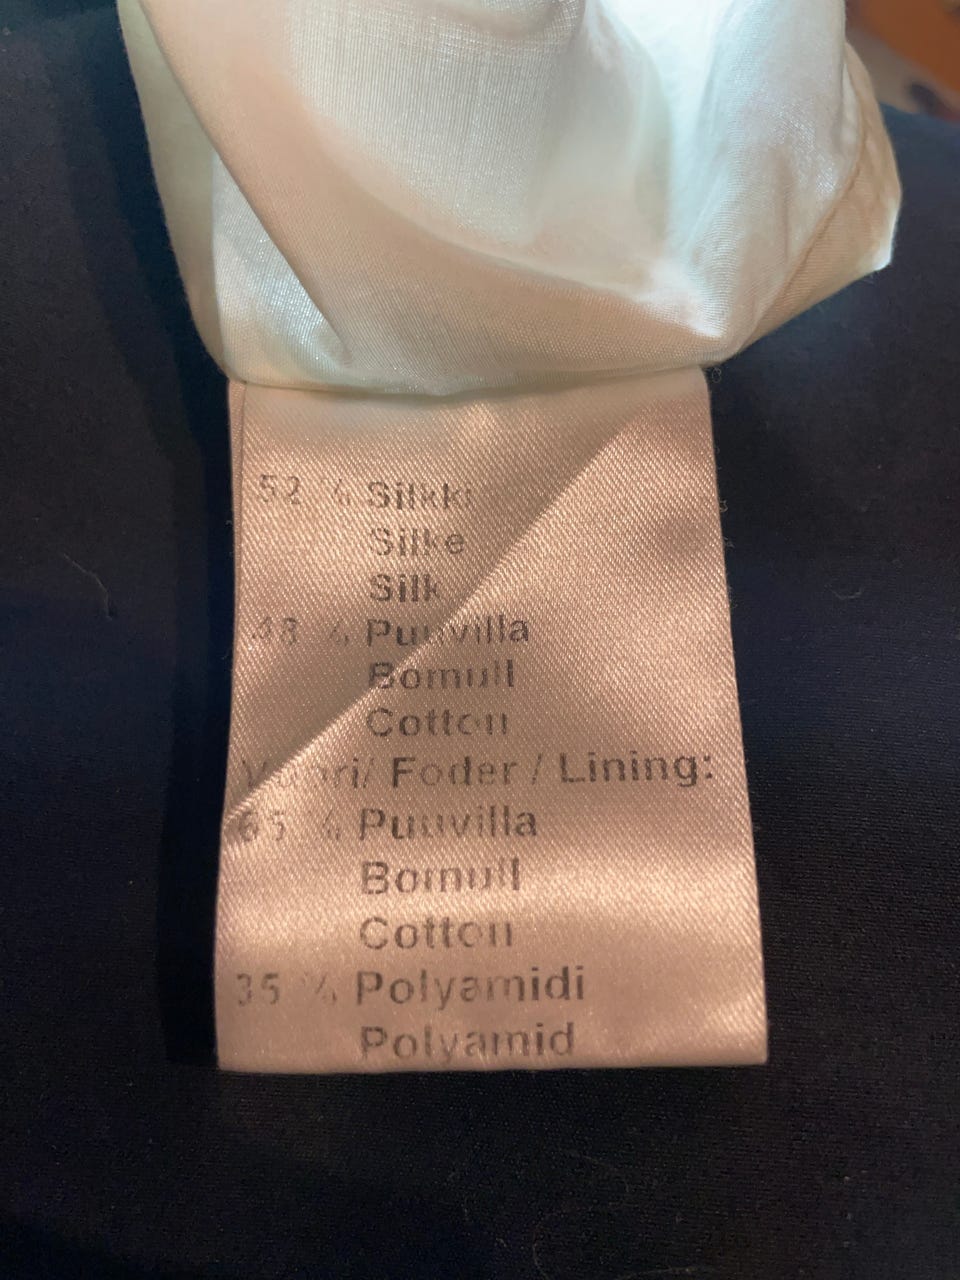 52 % Silkki
Silke
Silk
48 % Puuvilla
Bomull
Cotton
Vuori/ Foder / Lining:
65 % Puuvilla
Bomull
Cotton
35 % Polyamidi
Polyamid